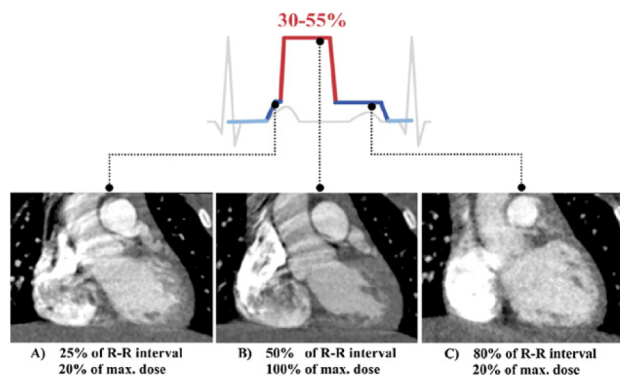 30-55%
A) 25% of R-R interval
20% of max. dose
B) 50% of R-R interval
100% of max. dose
C) 80% of R-R interval
20% of max. dose